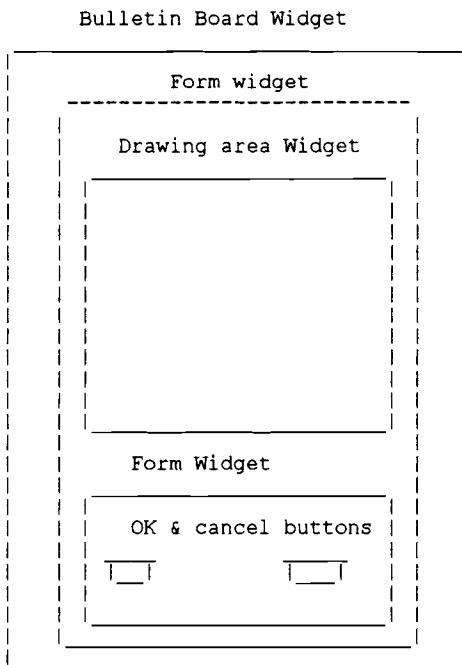 Bulletin Board Widget
Form widget
Drawing area Widget
Form Widget
OK & cancel buttons